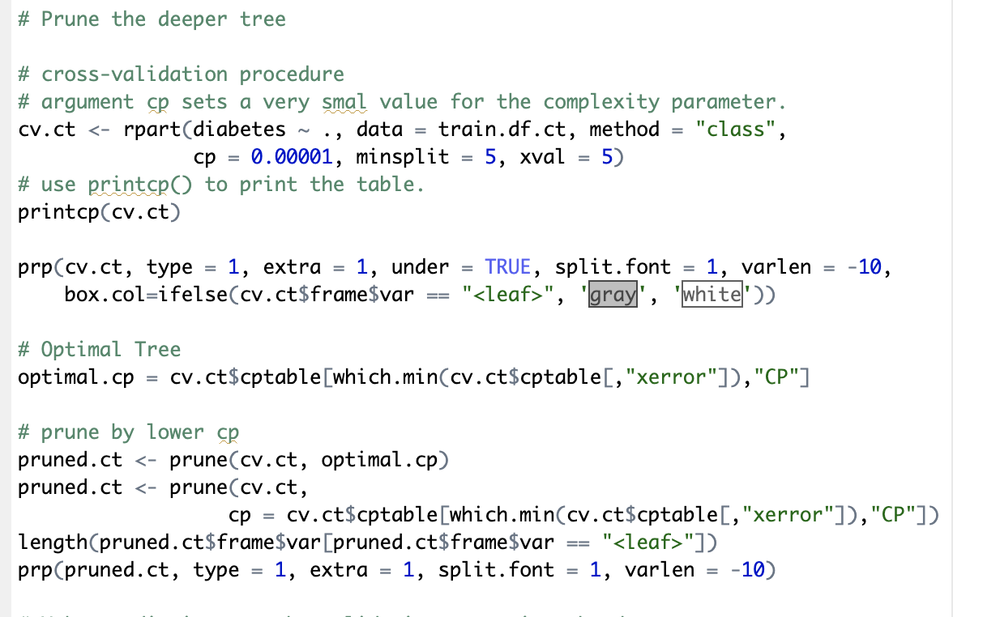 # Prune the deeper tree
# cross-validation procedure
# argument cp sets a very smal value for the complexity parameter.
cv.ct <- rpart(diabetes ~ ., data = train.df.ct, method = "class",
cp = 0.00001, minsplit = 5, xval = 5)
# use printcp() to print the table.
printcp(cv.ct)
prp(cv.ct, type = 1, extra = 1, under = TRUE, split.font = 1, varlen = -10,
box.col=ifelse(cv.ct$frame$var == "<leaf>", 'gray', 'white'))
# Optimal Tree
optimal.cp = cv.ct$cptable[which.min(cv.ct$cptable[,"xerror"]),"CP"]
# prune by lower cp
pruned.ct <- prune(cv.ct, optimal.cp)
pruned.ct <- prune(cv.ct,
cp = cv.ct$cptable[which.min(cv.ct$cptable[,"xerror"]),"CP"])
length(pruned.ct$frame$var[pruned.ct$frame$var == "<leaf>"])
prp(pruned.ct, type = 1, extra = 1, split.font = 1, varlen = -10)